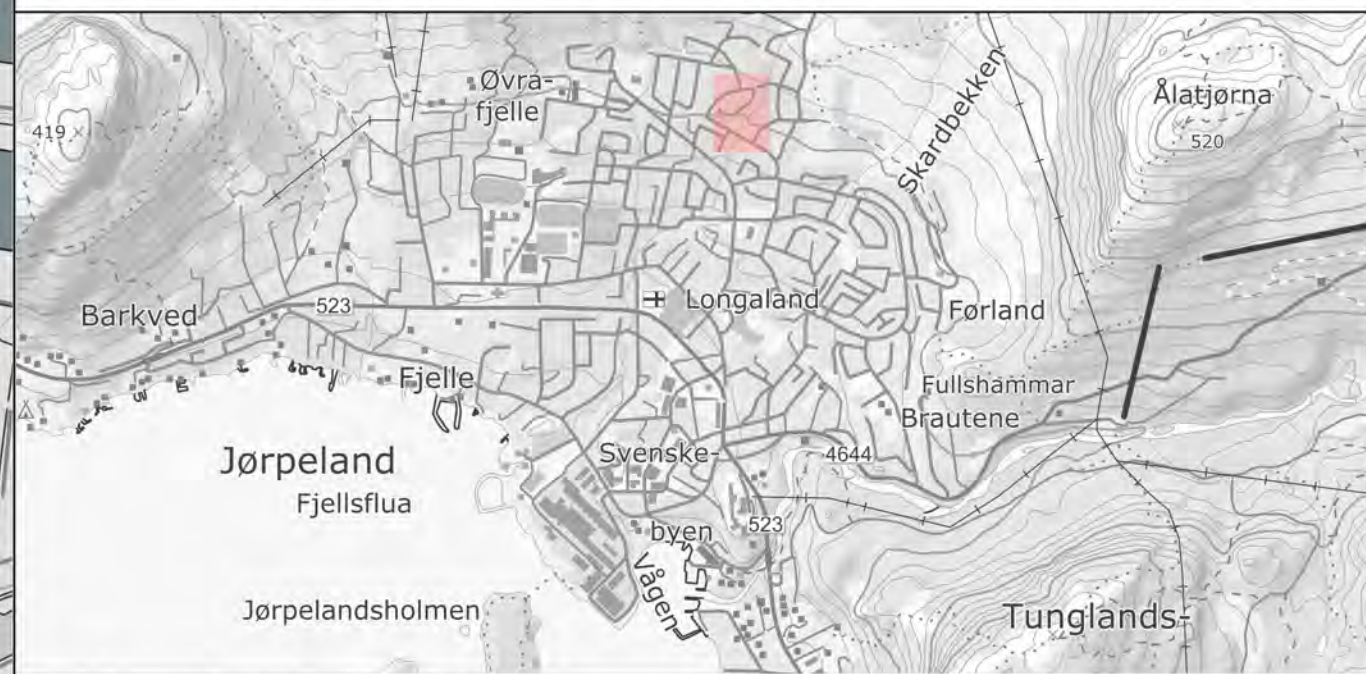 Øvra-
fjelle
Ålatjørna
520
419
Skardbekken
Barkved
523
Longaland
Førland
Fjelle
Fullshammar
Brautene
Jørpeland
Svenske-
4644
Fjellsflua
byen
523
Vågen
Jørpelandsholmen
Tunglands-